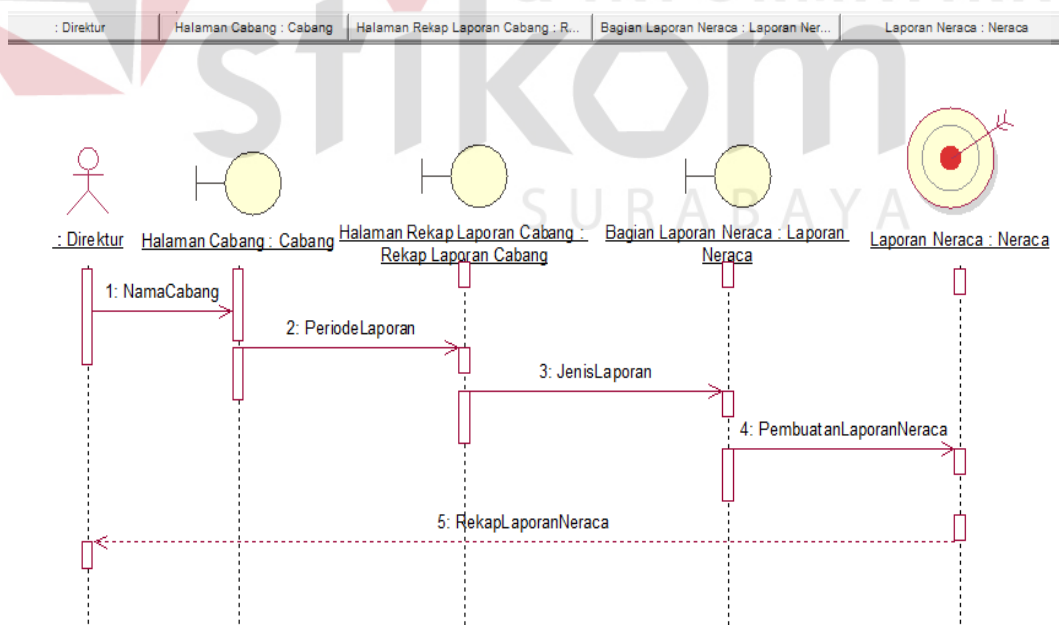 : Direktur
Halaman Cabang : Cabang
Halaman Rekap Laporan Cabang : R...
Bagian Laporan Neraca : Laporan Ner...
Laporan Neraca : Neraca
stikom
SURABAYA
: Direktur
Halaman Cabang : Cabang
Halaman Rekap Laporan Cabang :
Rekap Laporan Cabang
Bagian Laporan Neraca : Laporan
Neraca
Laporan Neraca : Neraca
1: NamaCabang
2: PeriodeLaporan
3: JenisLaporan
4: PembuatanLaporanNeraca
5: RekapLaporanNeraca